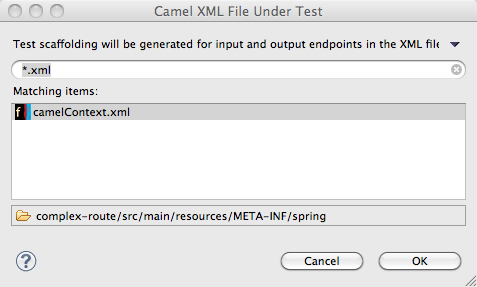 Camel XML File Under Test
Test scaffolding will be generated for input and output endpoints in the XML file
*.xml
Matching items:
f camelContext.xml
complex-route/src/main/resources/META-INF/spring
? Cancel OK